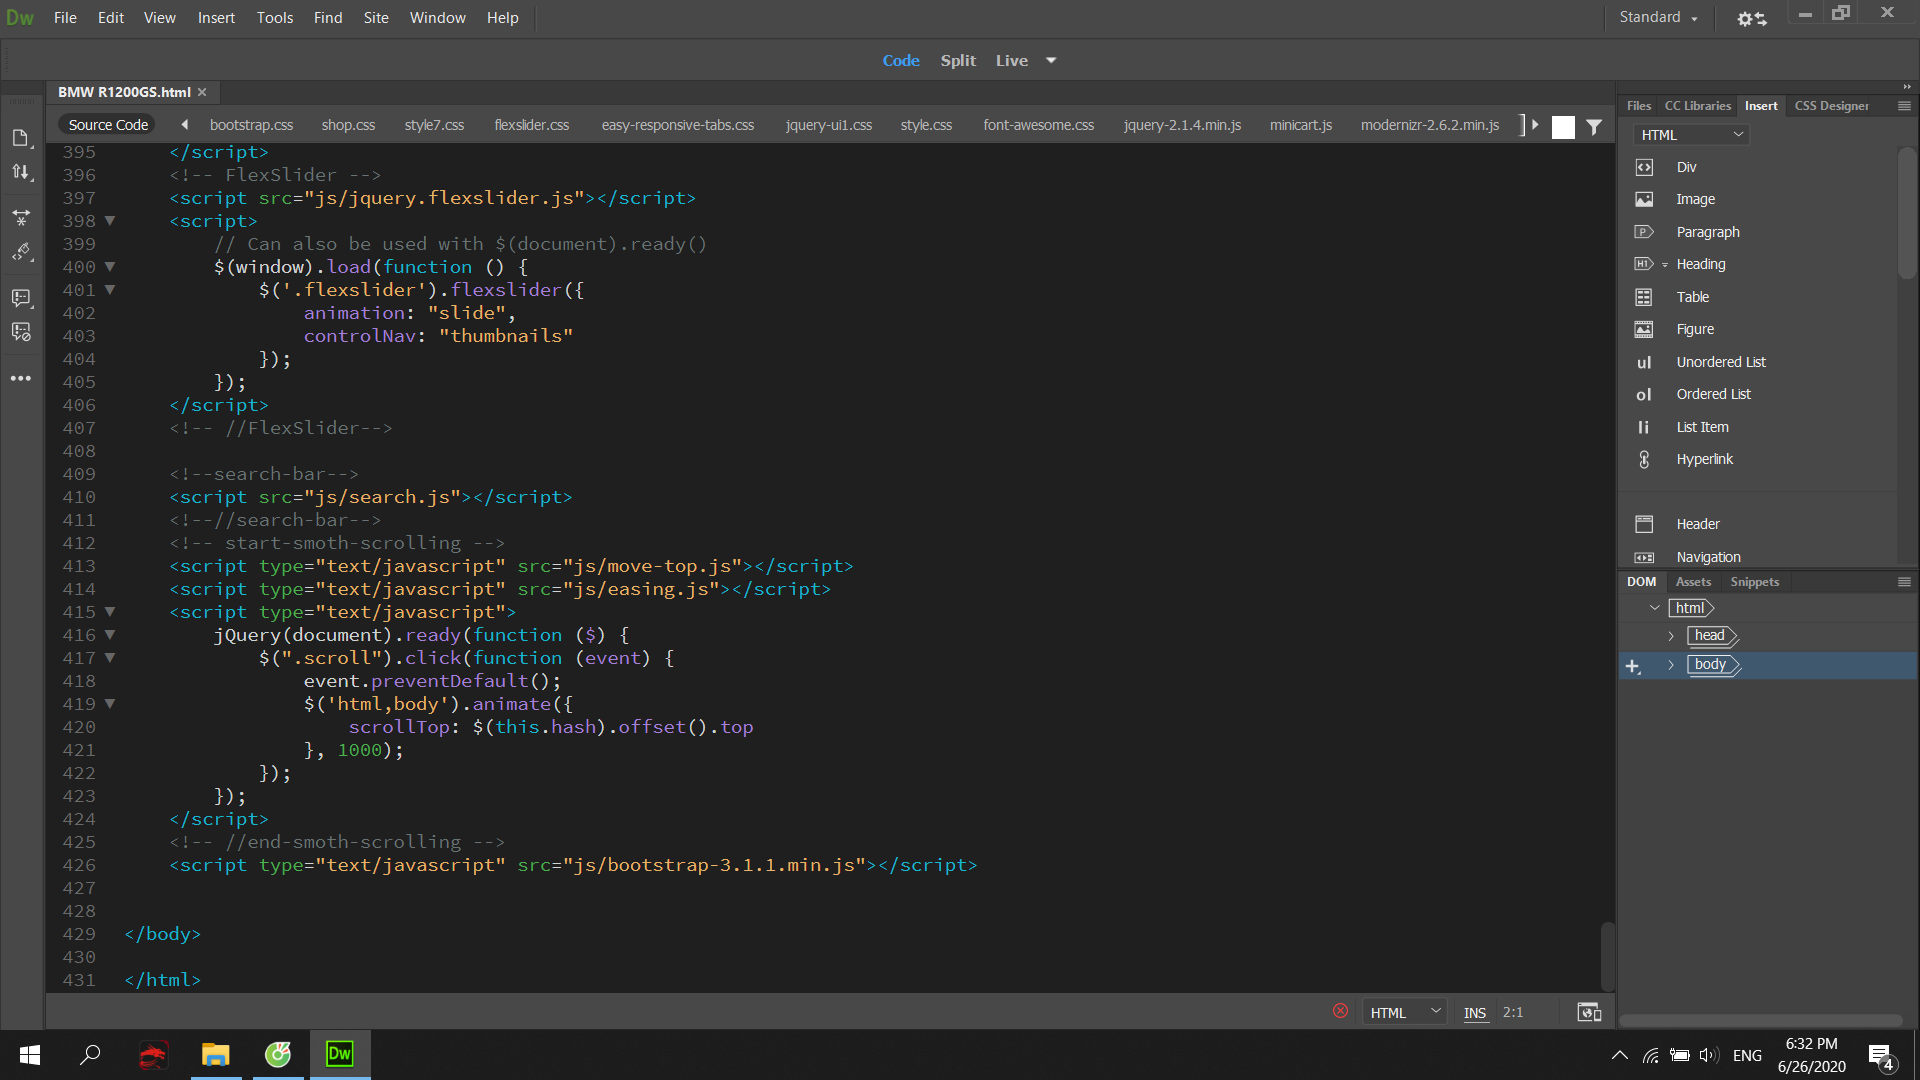 Dw File Edit View Insert Tools Find Site Window Help Standard
Code Split Live
BMW R1200GS.html
Source Code bootstrap.css shop.css style7.css flexslider.css easy-responsive-tabs.css jquery-ui1.css style.css font-awesome.css jquery-2.1.4.min.js minicart.js modernizr-2.6.2.min.js
395 </script>
396 <!-- FlexSlider -->
397 <script src="js/jquery.flexslider.js"></script>
398 <script>
399 // Can also be used with $(document).ready()
400 $(window).load(function () {
401 $('.flexslider').flexslider({
402 animation: "slide",
403 controlNav: "thumbnails"
404 });
405 });
406 </script>
407 <!-- //FlexSlider-->
408
409 <!--search-bar-->
410 <script src="js/search.js"></script>
411 <!--//search-bar-->
412 <!-- start-smoth-scrolling -->
413 <script type="text/javascript" src="js/move-top.js"></script>
414 <script type="text/javascript" src="js/easing.js"></script>
415 <script type="text/javascript">
416 jQuery(document).ready(function ($) {
417 $(".scroll").click(function (event) {
418 event.preventDefault();
419 $('html,body').animate({
420 scrollTop: $(this.hash).offset().top
421 }, 1000);
422 });
423 });
424 </script>
425 <!-- //end-smoth-scrolling -->
426 <script type="text/javascript" src="js/bootstrap-3.1.1.min.js"></script>
427
428
429 </body>
430
431 </html>
HTML INS 2:1
Files CC Libraries Insert CSS Designer
HTML
Div
Image
Paragraph
H1 Heading
Table
Figure
ul Unordered List
ol Ordered List
li List Item
Hyperlink
Header
Navigation
DOM Assets Snippets
html
head
body
Dw
ENG
6:32 PM
6/26/2020
4